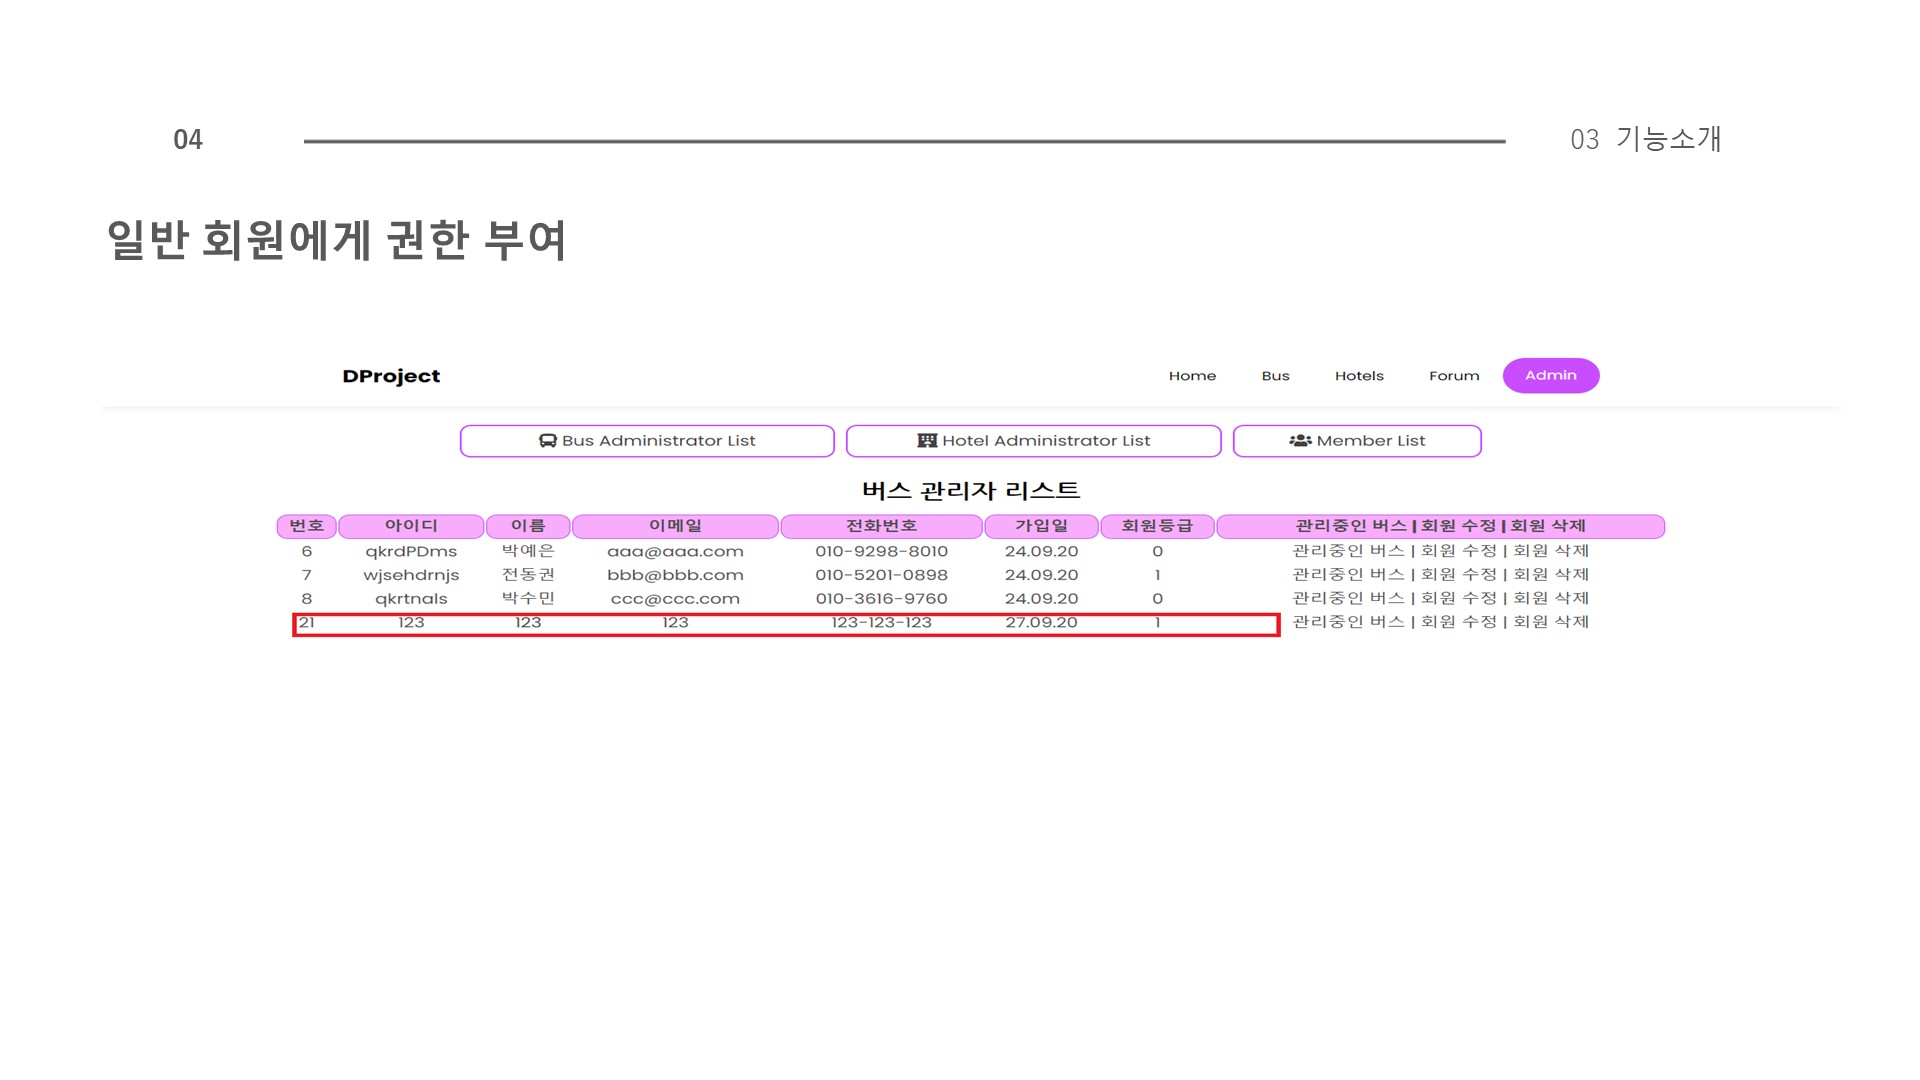 04
03 기능소개
일반 회원에게 권한 부여
DProject
Home Bus Hotels Forum Admin
Bus Administrator List Hotel Administrator List Member List
버스 관리자 리스트
번호 아이디 이름 이메일 전화번호 가입일 회원등급 관리중인 버스 | 회원 수정 | 회원 삭제
6 qkrdPDms 박예은 aaa@aaa.com 010-9298-8010 24.09.20 0 관리중인 버스 | 회원 수정 | 회원 삭제
7 wjsehdrnjs 전동권 bbb@bbb.com 010-5201-0898 24.09.20 1 관리중인 버스 | 회원 수정 | 회원 삭제
8 qkrtnals 박수민 ccc@ccc.com 010-3616-9760 24.09.20 0 관리중인 버스 | 회원 수정 | 회원 삭제
21 123 123 123 123-123-123 27.09.20 1 관리중인 버스 | 회원 수정 | 회원 삭제